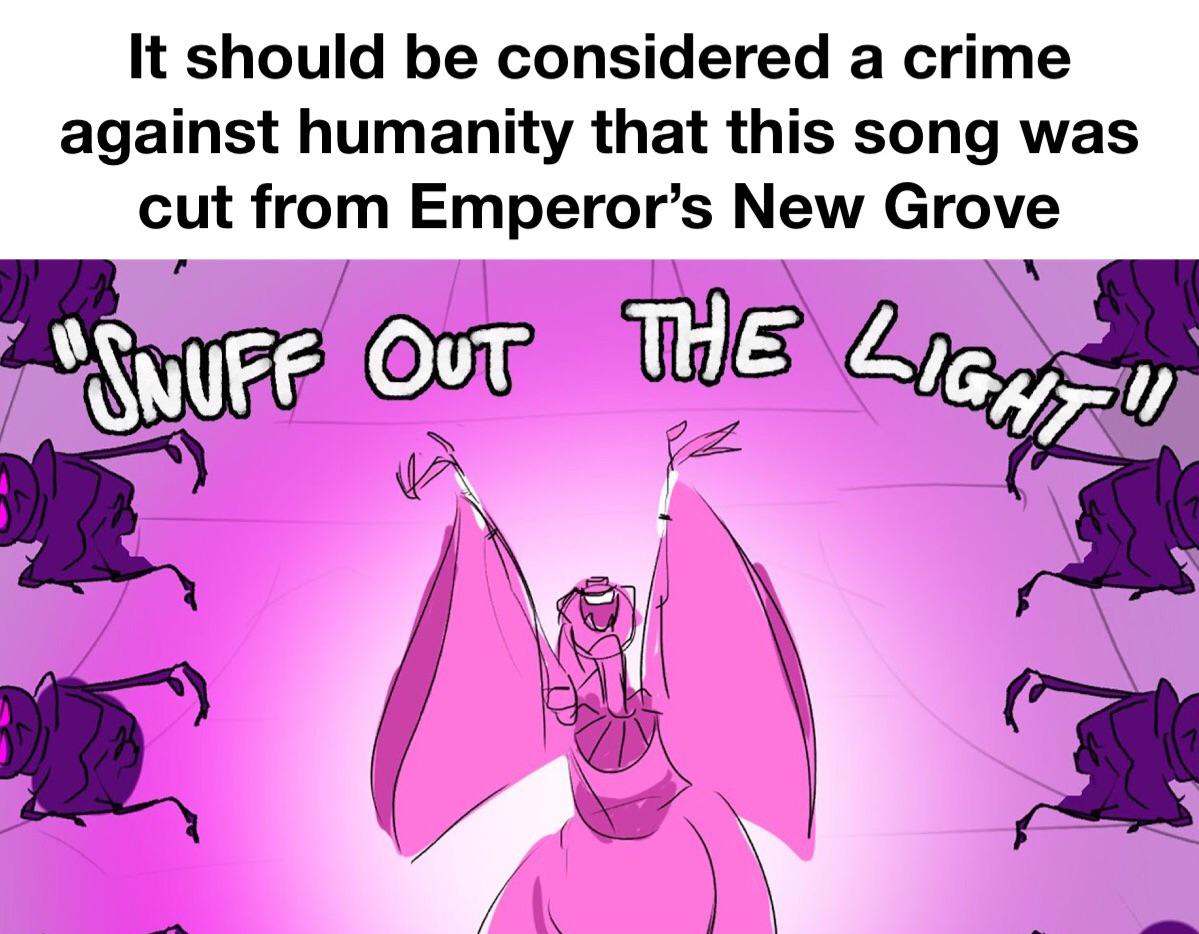 It should be considered a crime
against humanity that this song was
cut from Emperor’s New Grove
"SNUFF OUT THE LIGHT"